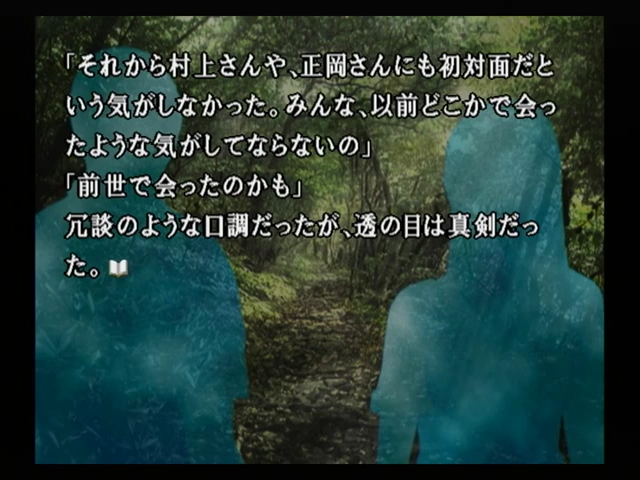 「それから村上さんや、正岡さんにも初対面だと
いう気がしなかった。みんな、以前どこかで会っ
たような気がしてならないの」
「前世で会ったのかも」
冗談のような口調だったが、透の目は真剣だっ
た。